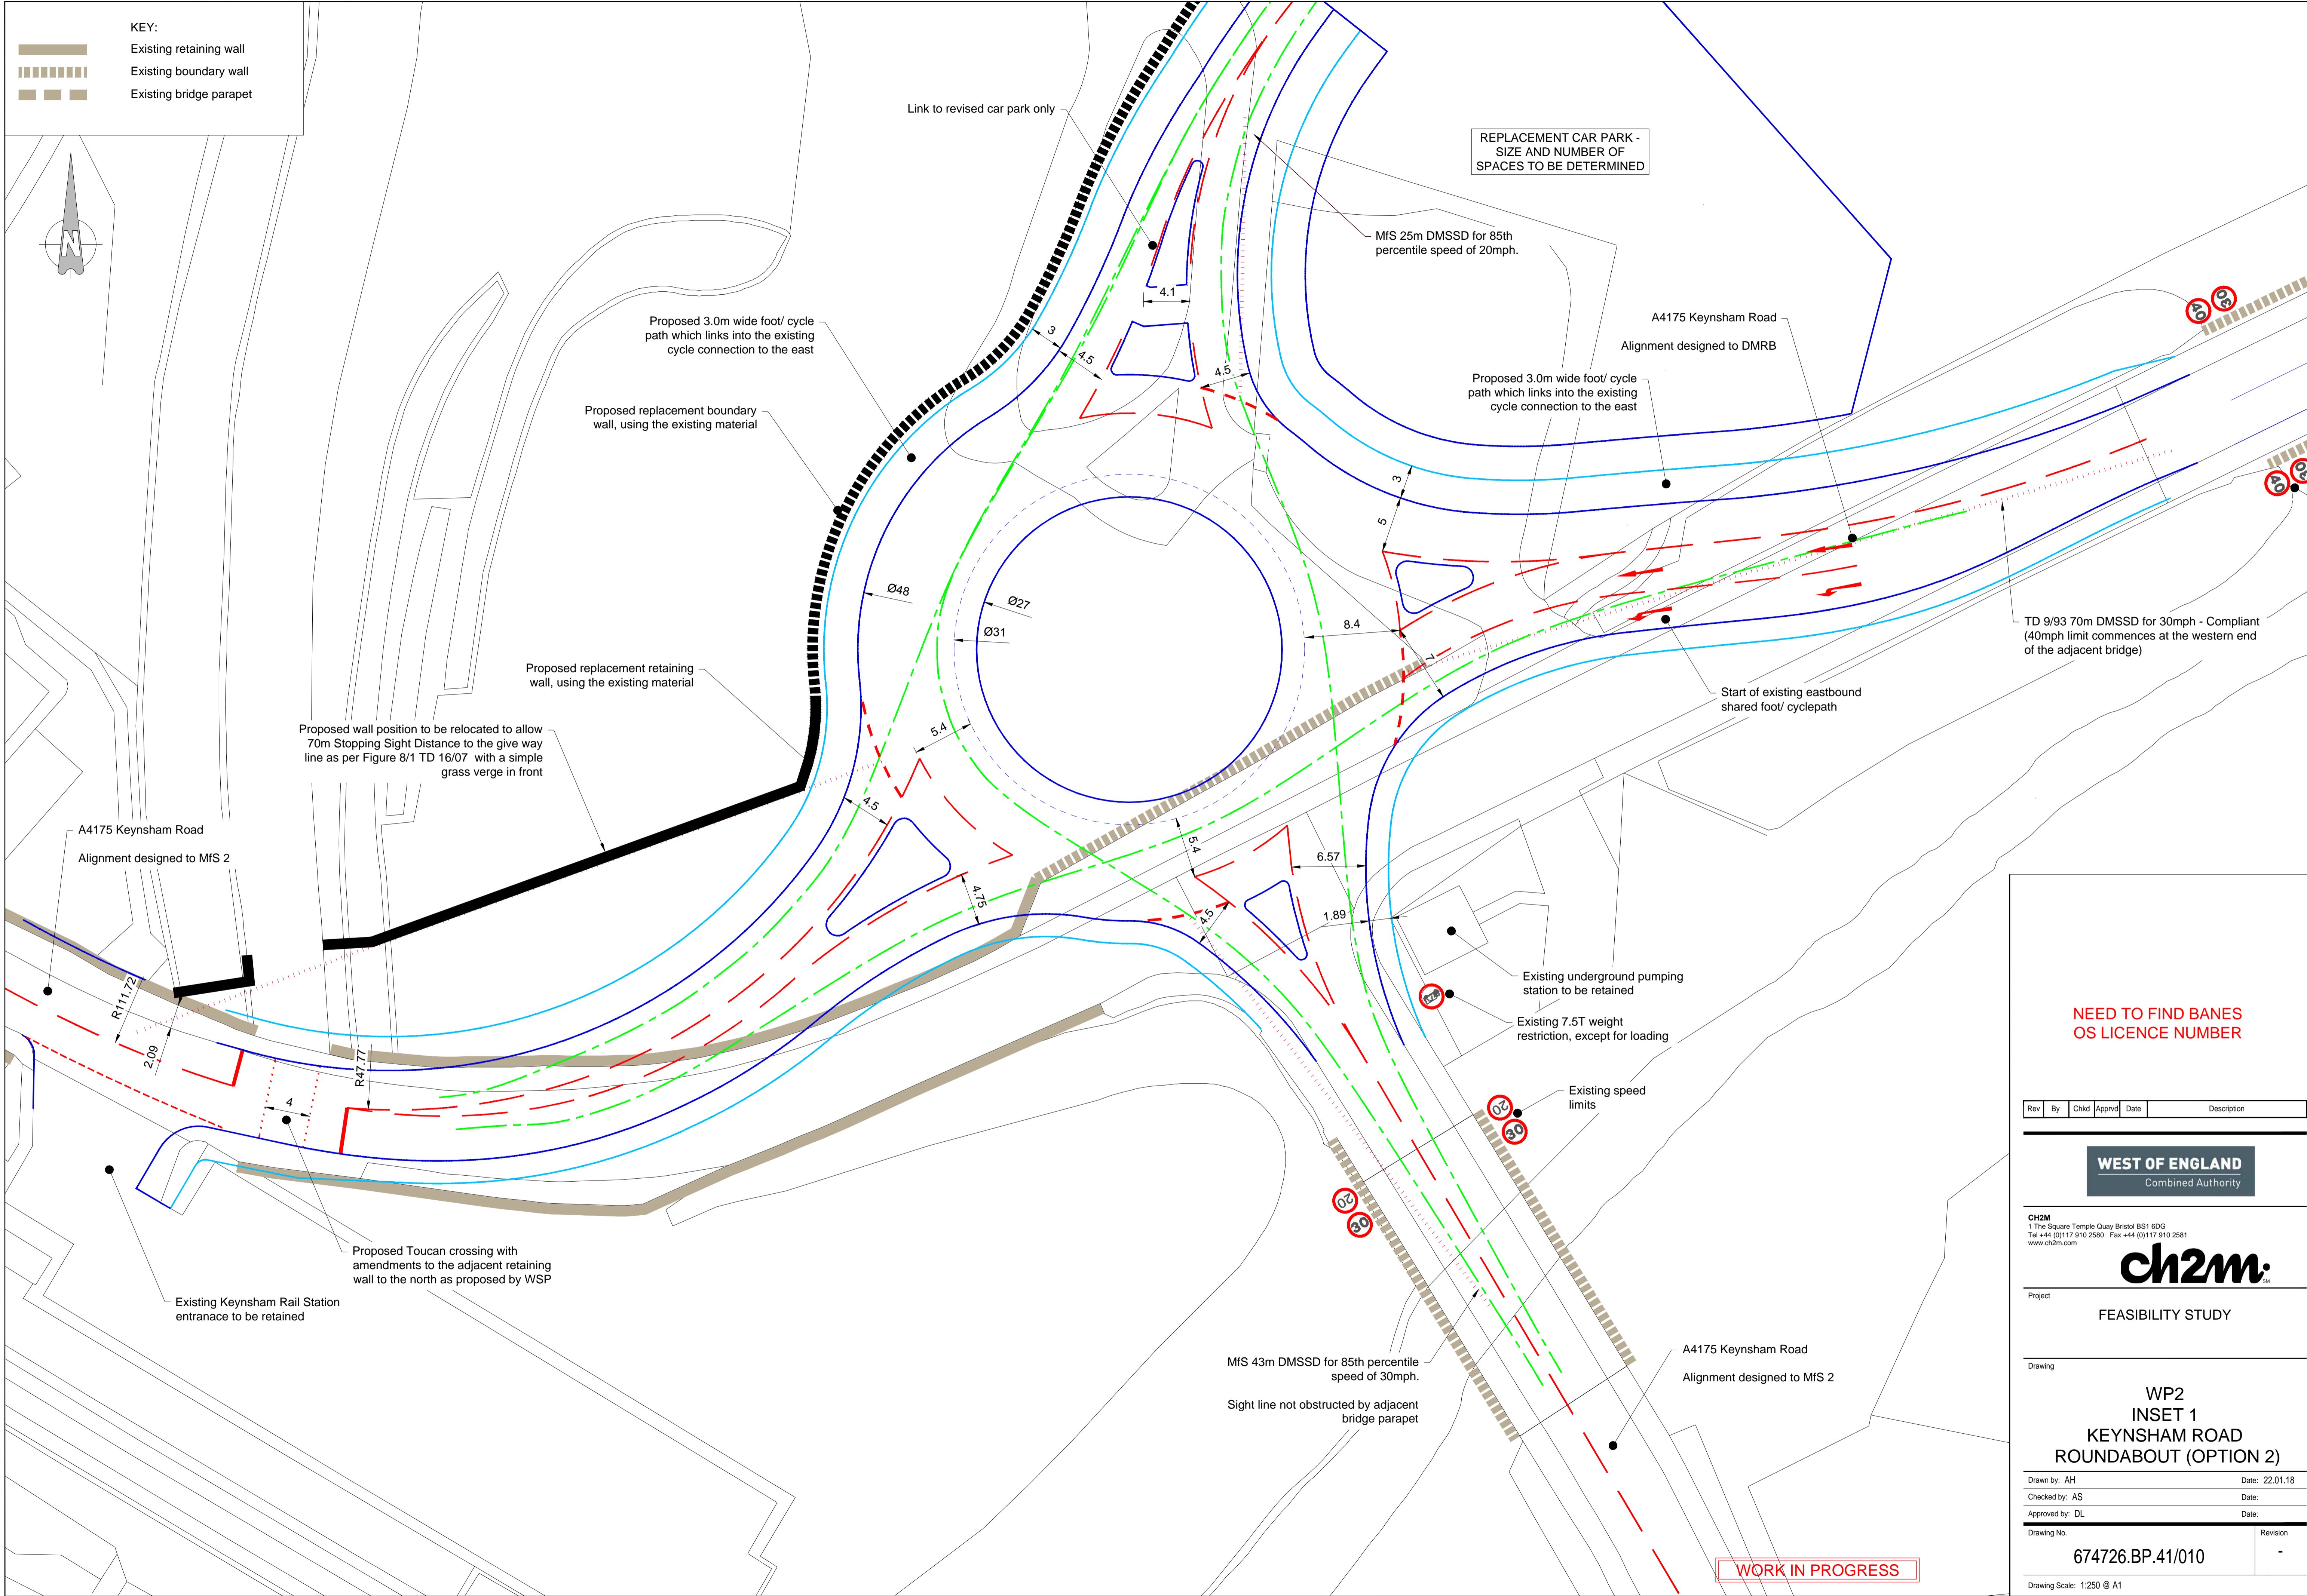 KEY:
Existing retaining wall
Existing boundary wall
Existing bridge parapet
N
Link to revised car park only
REPLACEMENT CAR PARK -
SIZE AND NUMBER OF
SPACES TO BE DETERMINED
MfS 25m DMSSD for 85th
percentile speed of 20mph.
4.1
Proposed 3.0m wide foot/ cycle
path which links into the existing
cycle connection to the east
3
4.5
4.5
A4175 Keynsham Road
Alignment designed to DMRB
40
30
Proposed 3.0m wide foot/ cycle
path which links into the existing
cycle connection to the east
Proposed replacement boundary
wall, using the existing material
3
5
40
30
Ø48
Ø27
Ø31
8.4
7
TD 9/93 70m DMSSD for 30mph - Compliant
(40mph limit commences at the western end
of the adjacent bridge)
Proposed replacement retaining
wall, using the existing material
Start of existing eastbound
shared foot/ cyclepath
Proposed wall position to be relocated to allow
70m Stopping Sight Distance to the give way
line as per Figure 8/1 TD 16/07 with a simple
grass verge in front
5.4
4.5
5.4
6.57
4.75
4.5
1.89
A4175 Keynsham Road
Alignment designed to MfS 2
R111.72
2.09
R47.77
4
Existing underground pumping
station to be retained
Existing 7.5T weight
restriction, except for loading
Existing speed
limits
20
30
20
30
Proposed Toucan crossing with
amendments to the adjacent retaining
wall to the north as proposed by WSP
Existing Keynsham Rail Station
entranace to be retained
MfS 43m DMSSD for 85th percentile
speed of 30mph.
Sight line not obstructed by adjacent
bridge parapet
A4175 Keynsham Road
Alignment designed to MfS 2
WORK IN PROGRESS
NEED TO FIND BANES
OS LICENCE NUMBER
Rev By Chkd Apprvd Date Description
WEST OF ENGLAND
Combined Authority
CH2M
1 The Square Temple Quay Bristol BS1 6DG
Tel +44 (0)117 910 2580 Fax +44 (0)117 910 2581
www.ch2m.com
ch2m:
SM
Project
FEASIBILITY STUDY
Drawing
WP2
INSET 1
KEYNSHAM ROAD
ROUNDABOUT (OPTION 2)
Drawn by: AH Date: 22.01.18
Checked by: AS Date:
Approved by: DL Date:
Drawing No. Revision
674726.BP.41/010 -
Drawing Scale: 1:250 @ A1